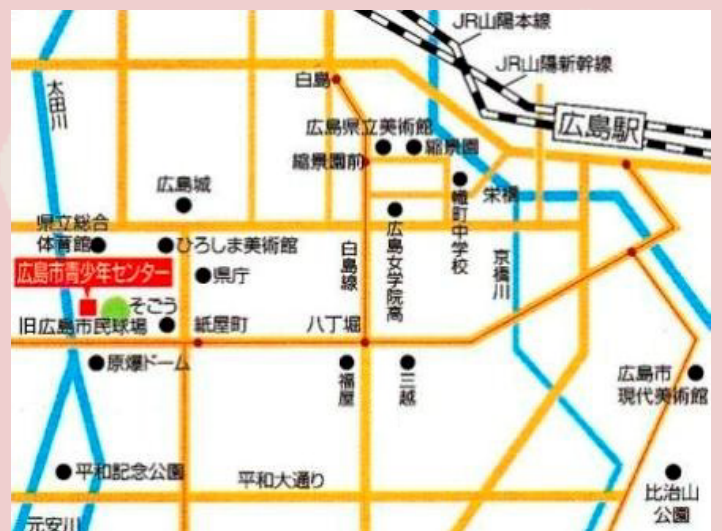 JR山陽本線
JR山陽新幹線
広島駅
太田川
白島
広島県立美術館
縮景園
縮景園前
広島城
幟町中学校
栄橋
県立総合
体育館
ひろしま美術館
広島女学院高
白島線
京橋川
広島市青少年センター
県庁
そごう
旧広島市民球場
紙屋町
八丁堀
原爆ドーム
福屋
三越
広島市
現代美術館
平和記念公園
平和大通り
比治山
公園
元安川